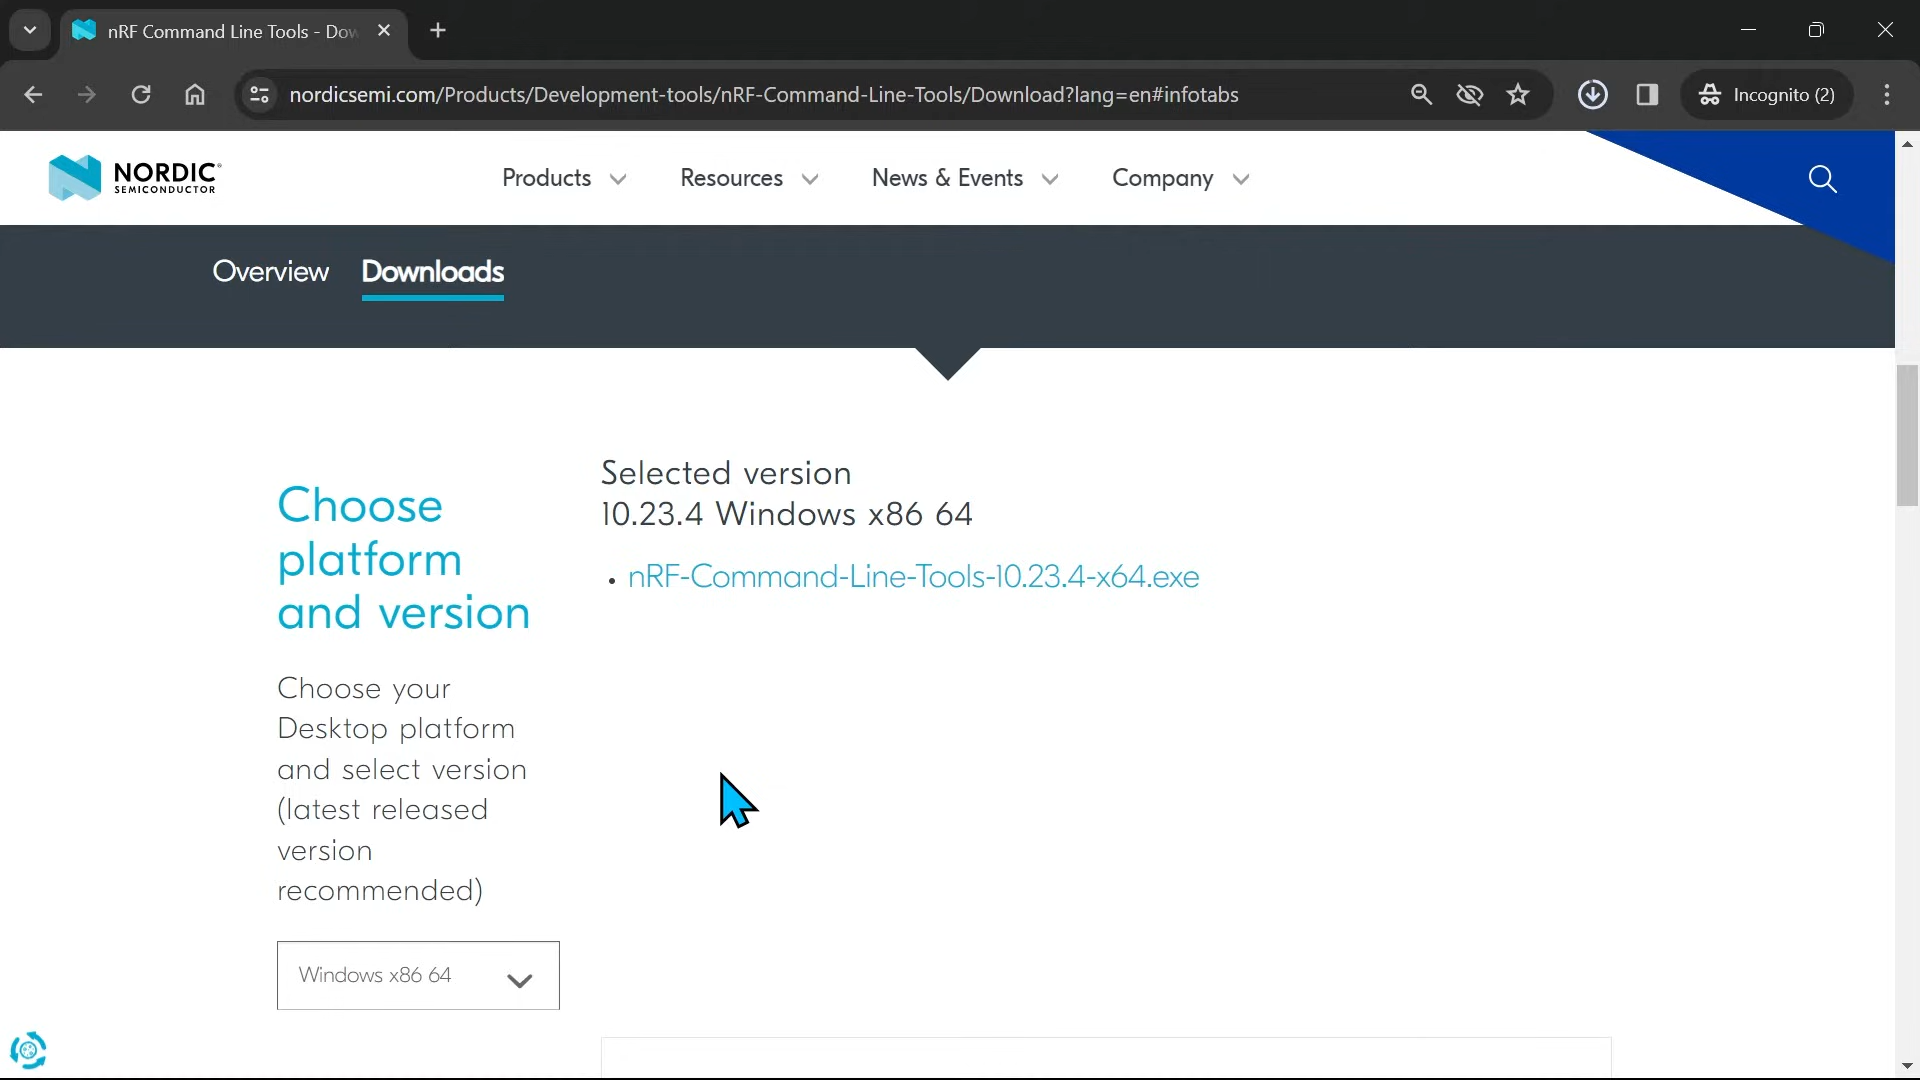 nRF Command Line Tools - Dow
nordicsemi.com/Products/Development-tools/nRF-Command-Line-Tools/Download?lang=en#infotabs
Incognito (2)
NORDIC
SEMICONDUCTOR
Products
Resources
News & Events
Company
Overview
Downloads
Choose
platform
and version
Choose your
Desktop platform
and select version
(latest released
version
recommended)
Windows x86 64
Selected version
10.23.4 Windows x86 64
• nRF-Command-Line-Tools-10.23.4-x64.exe